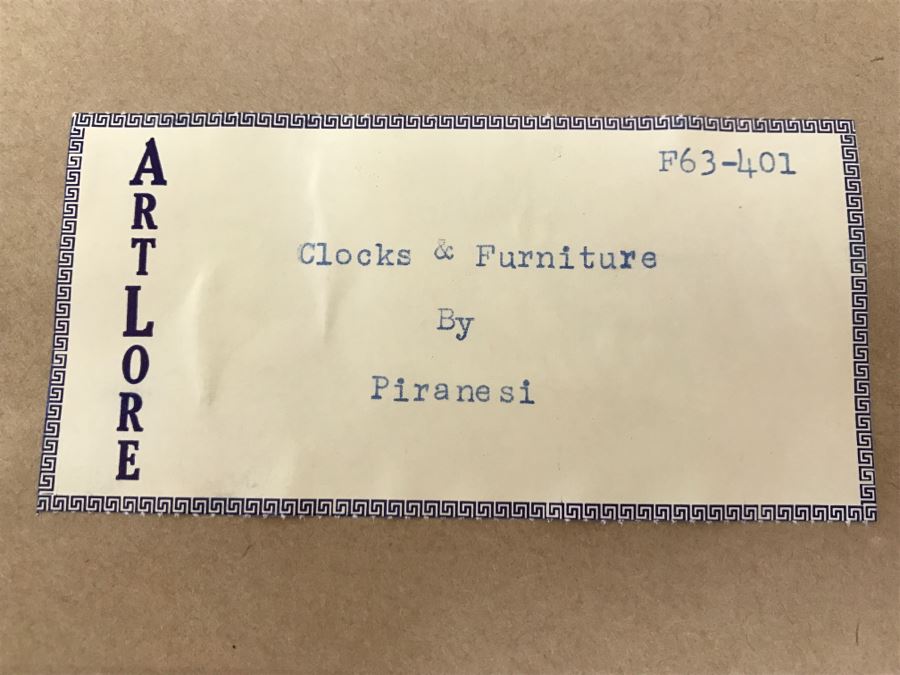 ARTLORE
F63-401
Clocks & Furniture
By
Piranesi